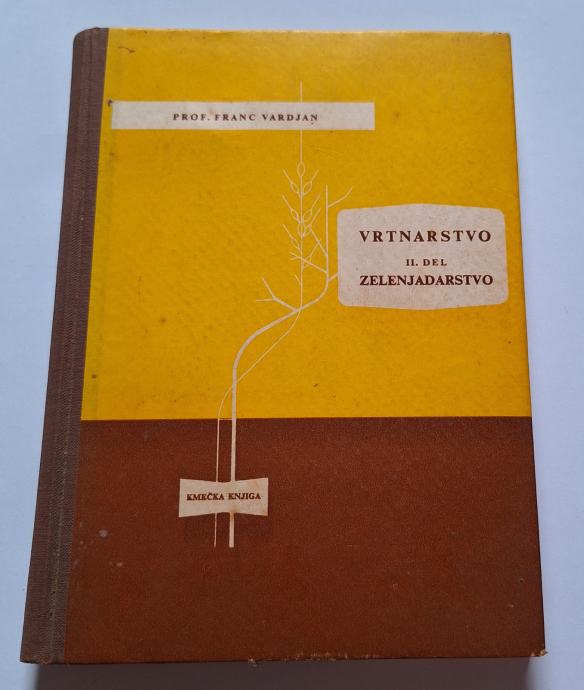 PROF. FRANC VARDJAN
VRTNARSTVO
II. DEL
ZELENJADARSTVO
KMEČKA KNJIGA